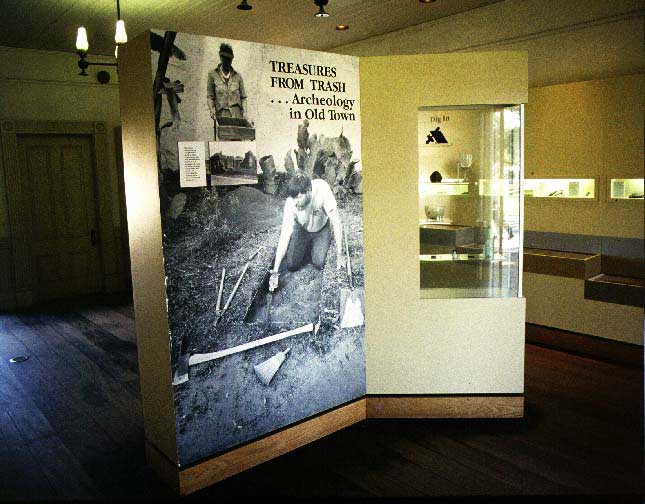 TREASURES
FROM TRASH
. . . Archeology
in Old Town
Dig In